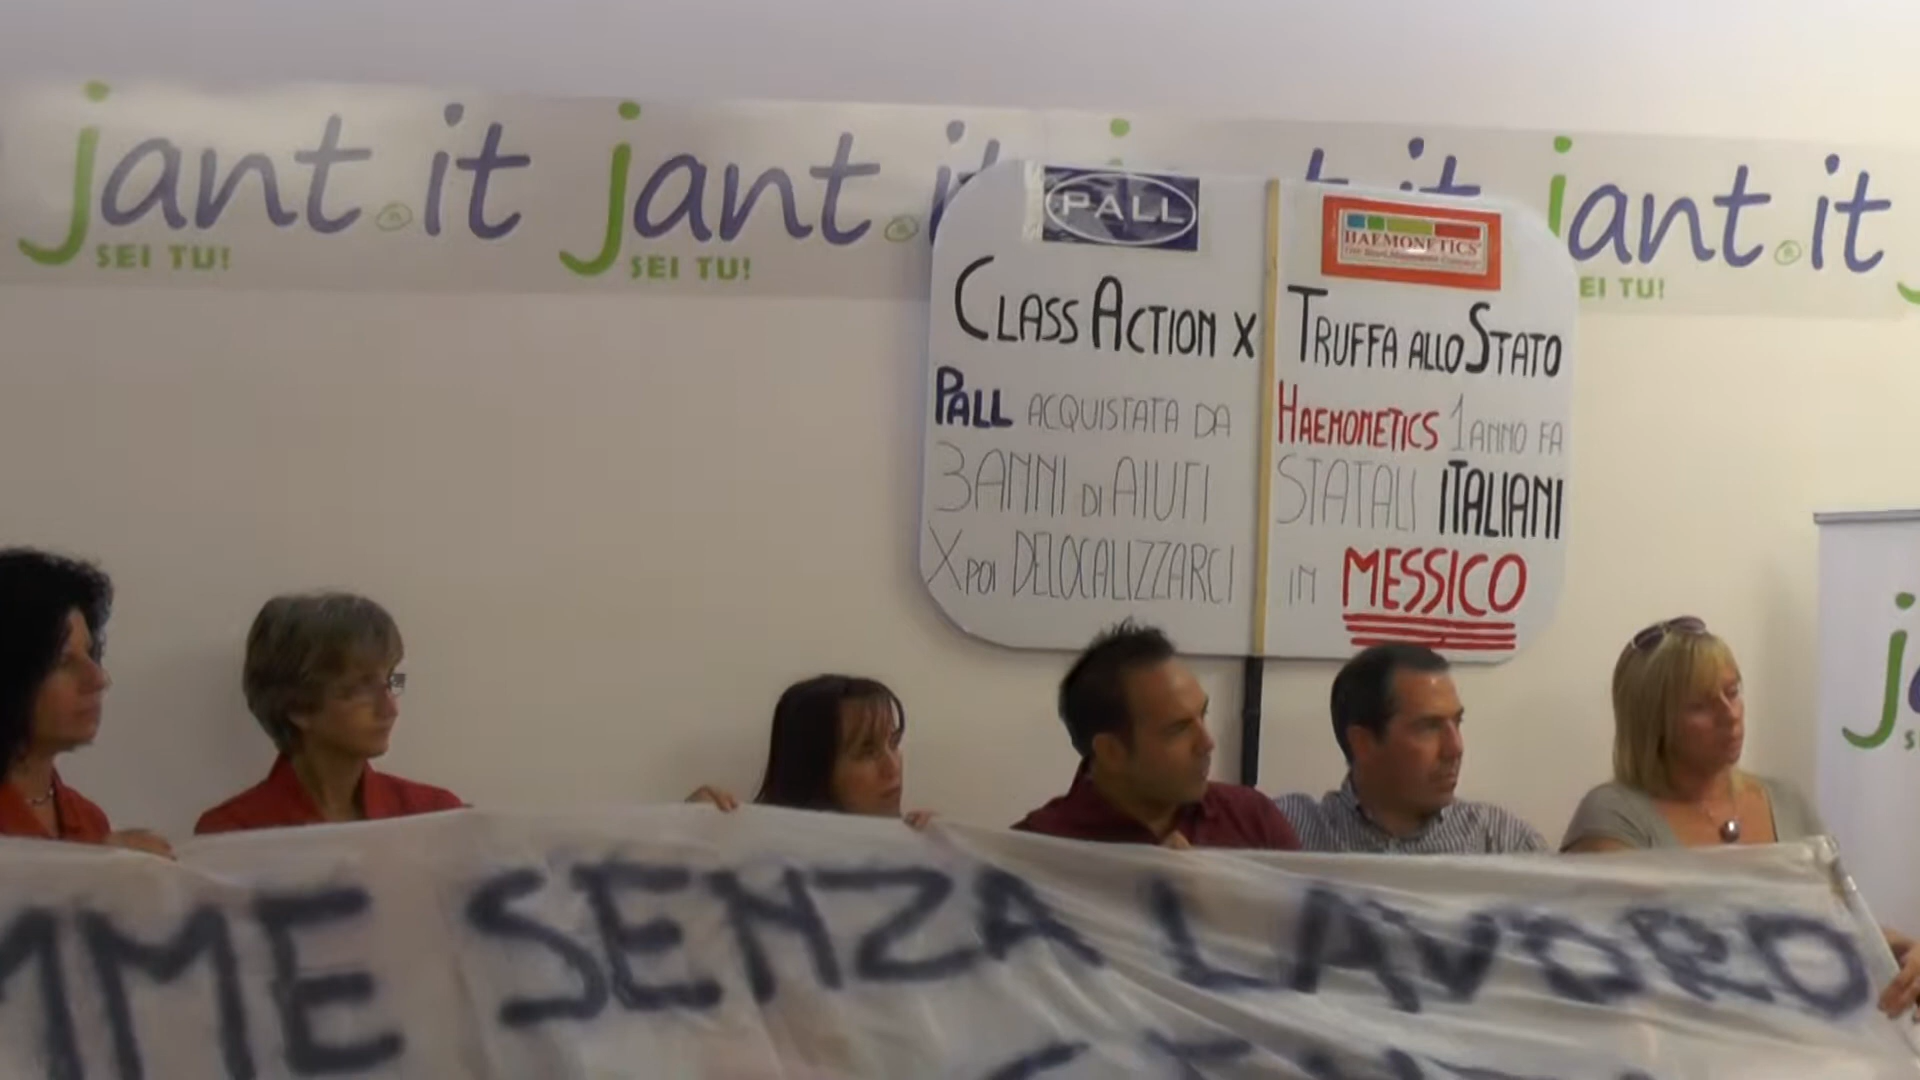 jant.it jant.it jant.it
SEI TU! SEI TU! EI TU!
PALL HAEMONETICS
CLASS ACTION X TRUFFA ALLO STATO
PALL ACQUISTATA DA HAEMONETICS 1 ANNO FA
3 ANNI DI AIUTI STATALI ITALIANI
X POI DELOCALIZZARCI IN MESSICO
MME SENZA LAVORO